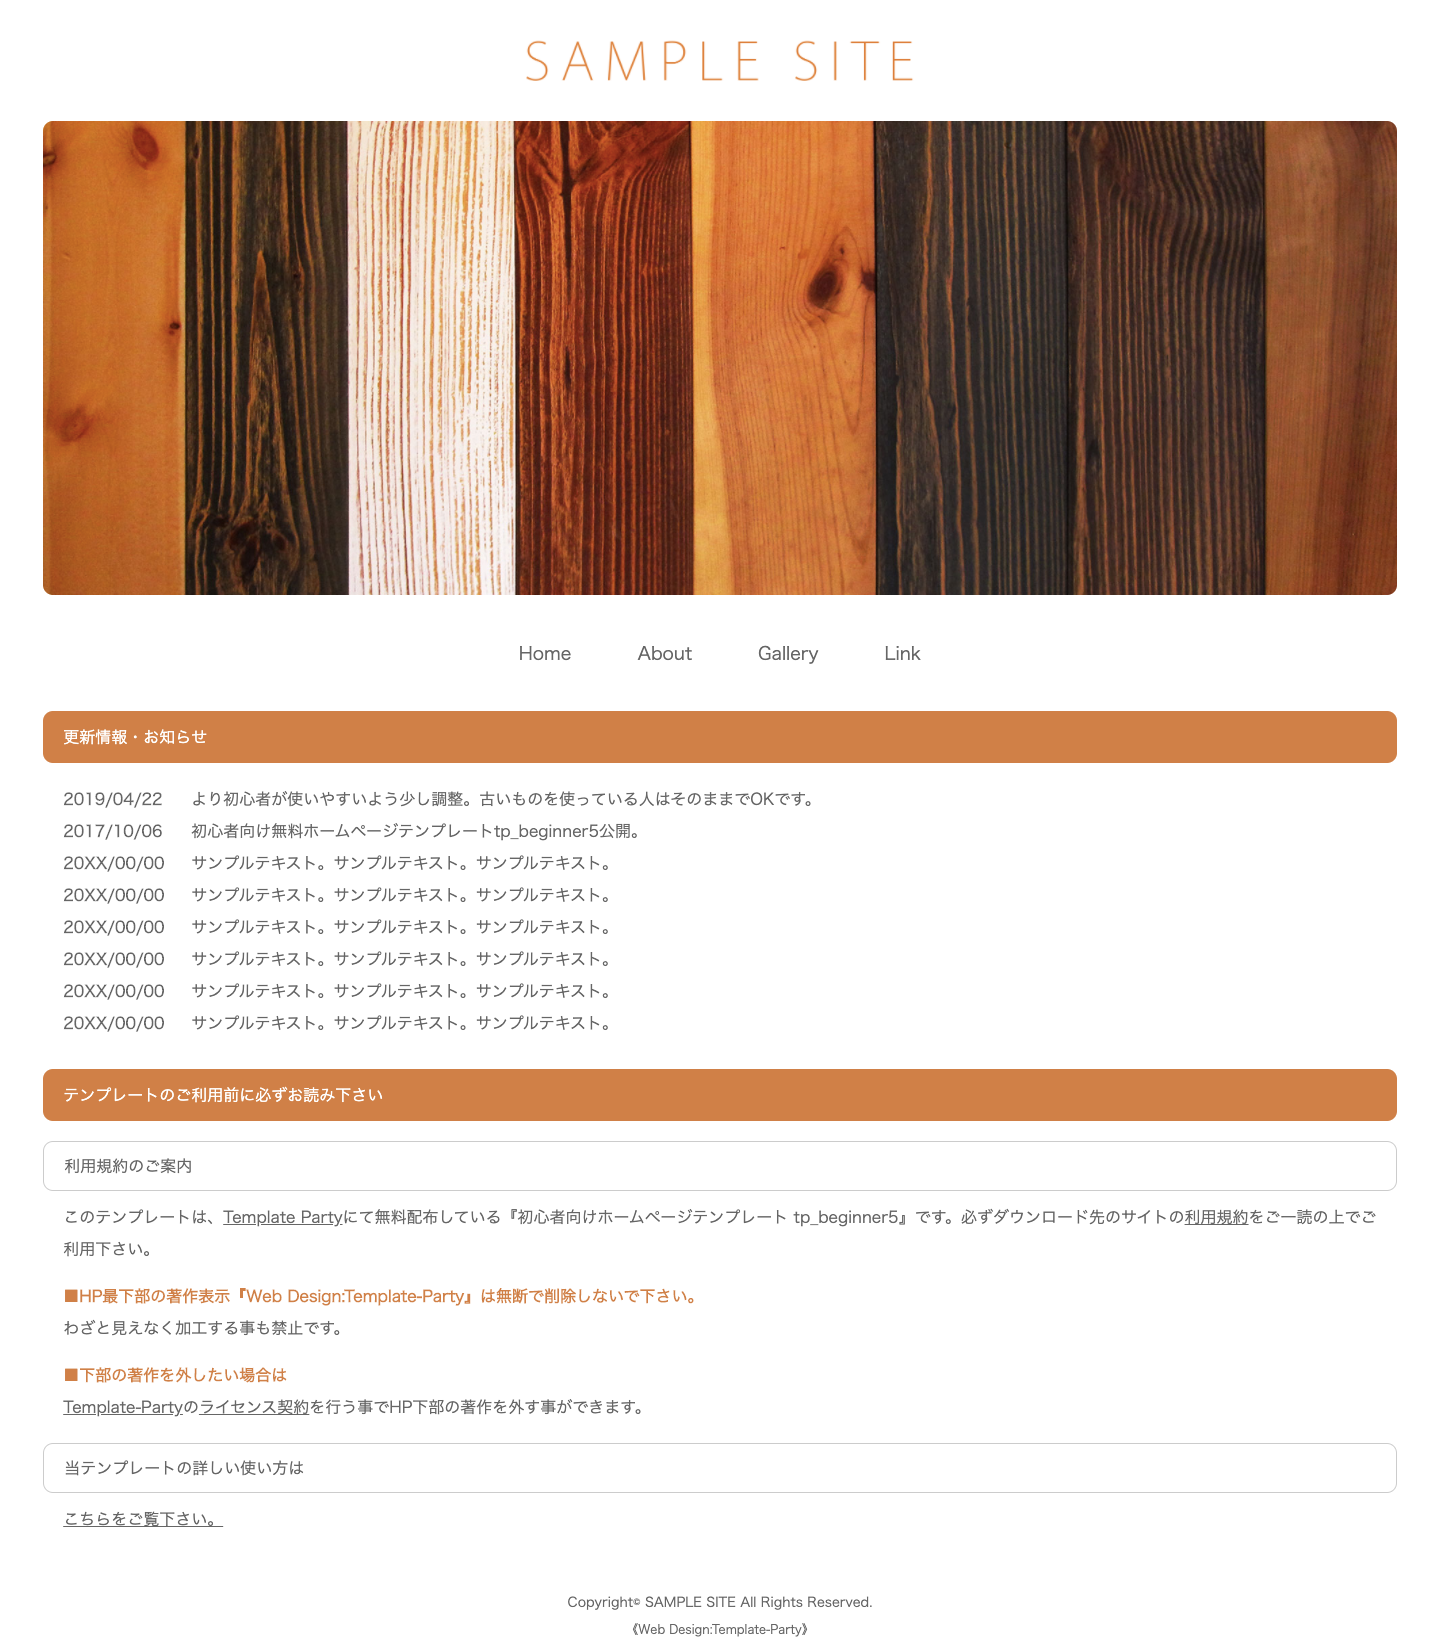 SAMPLE SITE
Home About Gallery Link
更新情報・お知らせ
2019/04/22 より初心者が使いやすいよう少し調整。古いものを使っている人はそのままでOKです。
2017/10/06 初心者向け無料ホームページテンプレートtp_beginner5公開。
20XX/00/00 サンプルテキスト。サンプルテキスト。サンプルテキスト。
20XX/00/00 サンプルテキスト。サンプルテキスト。サンプルテキスト。
20XX/00/00 サンプルテキスト。サンプルテキスト。サンプルテキスト。
20XX/00/00 サンプルテキスト。サンプルテキスト。サンプルテキスト。
20XX/00/00 サンプルテキスト。サンプルテキスト。サンプルテキスト。
20XX/00/00 サンプルテキスト。サンプルテキスト。サンプルテキスト。
テンプレートのご利用前に必ずお読み下さい
利用規約のご案内
このテンプレートは、Template Partyにて無料配布している『初心者向けホームページテンプレート tp_beginner5』です。必ずダウンロード先のサイトの利用規約をご一読の上でご
利用下さい。
■HP最下部の著作表示『Web Design:Template-Party』は無断で削除しないで下さい。
わざと見えなく加工する事も禁止です。
■下部の著作を外したい場合は
Template-Partyのライセンス契約を行う事でHP下部の著作を外す事ができます。
当テンプレートの詳しい使い方は
こちらをご覧下さい。
Copyright© SAMPLE SITE All Rights Reserved.
《Web Design:Template-Party》